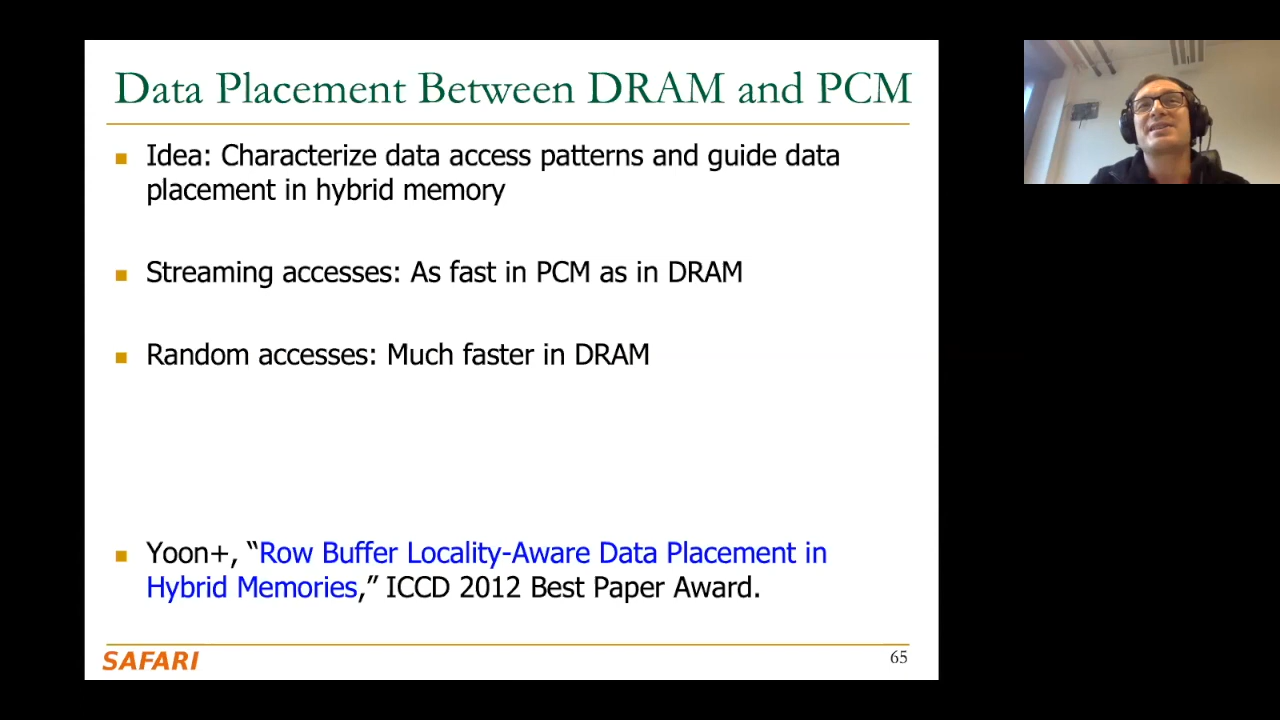 Data Placement Between DRAM and PCM
Idea: Characterize data access patterns and guide data
placement in hybrid memory
Streaming accesses: As fast in PCM as in DRAM
Random accesses: Much faster in DRAM
Yoon+, “Row Buffer Locality-Aware Data Placement in
Hybrid Memories,” ICCD 2012 Best Paper Award.
SAFARI
65